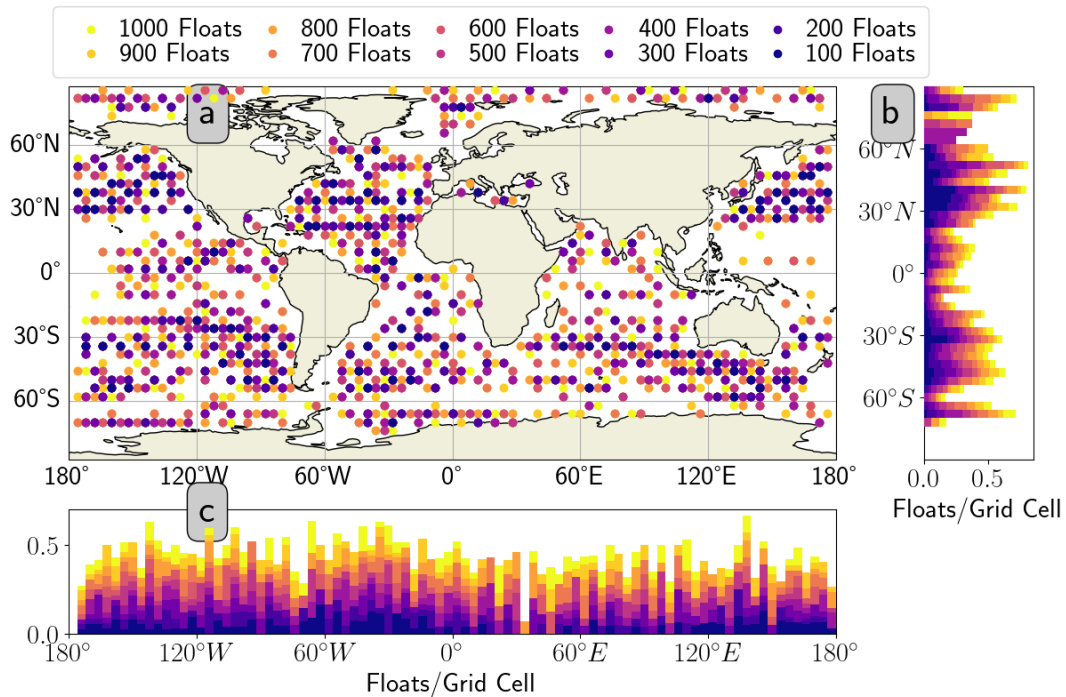 1000 Floats 800 Floats 600 Floats 400 Floats 200 Floats
900 Floats 700 Floats 500 Floats 300 Floats 100 Floats
a
60°N
30°N
0°
30°S
60°S
180° 120°W 60°W 0° 60°E 120°E 180°
b
60°N
30°N
0°
30°S
60°S
0.0 0.5
Floats/Grid Cell
c
0.5
0.0
180° 120°W 60°W 0° 60°E 120°E 180°
Floats/Grid Cell